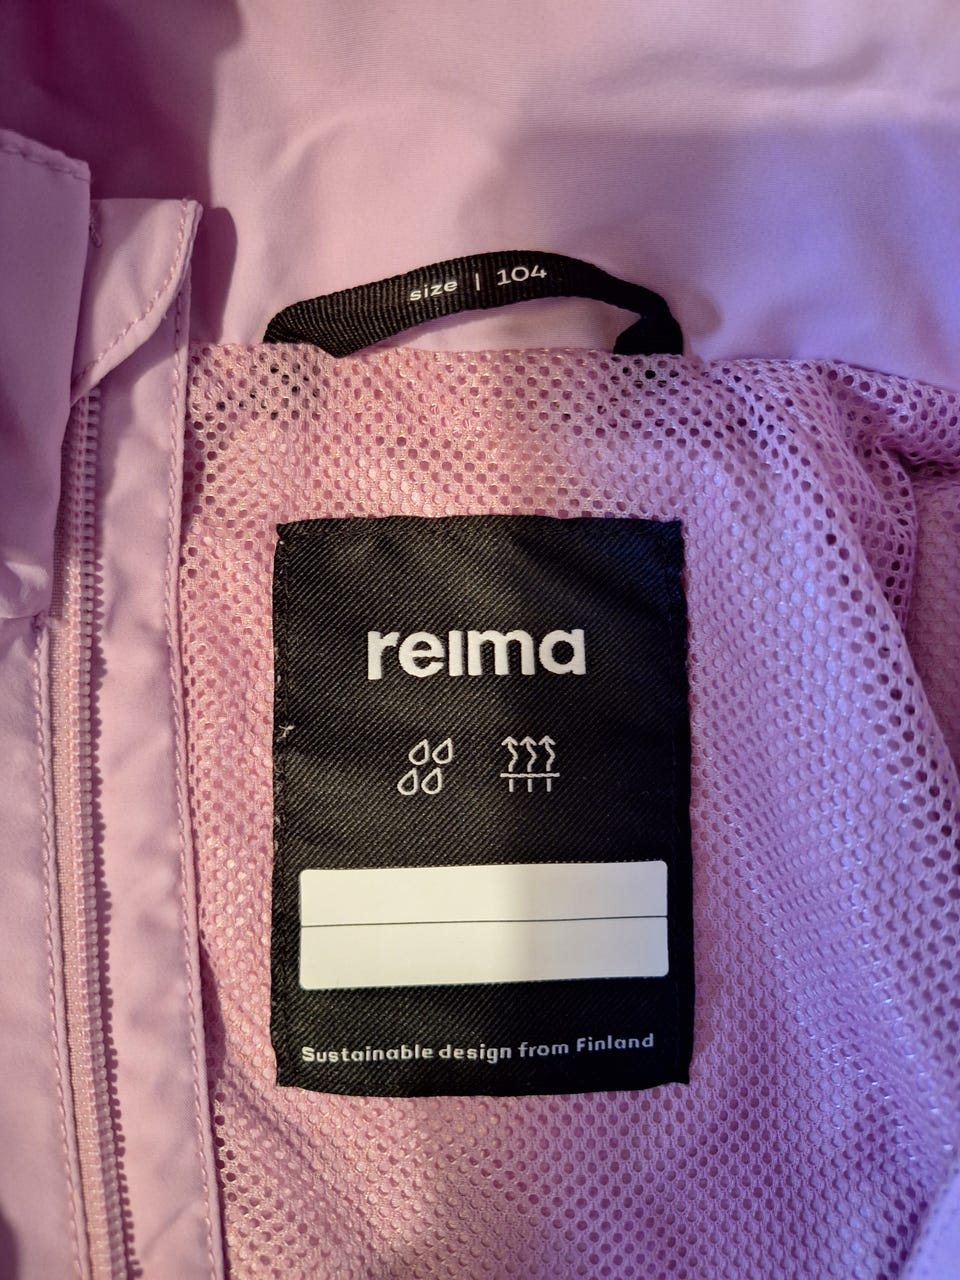 size | 104
reima
Sustainable design from Finland